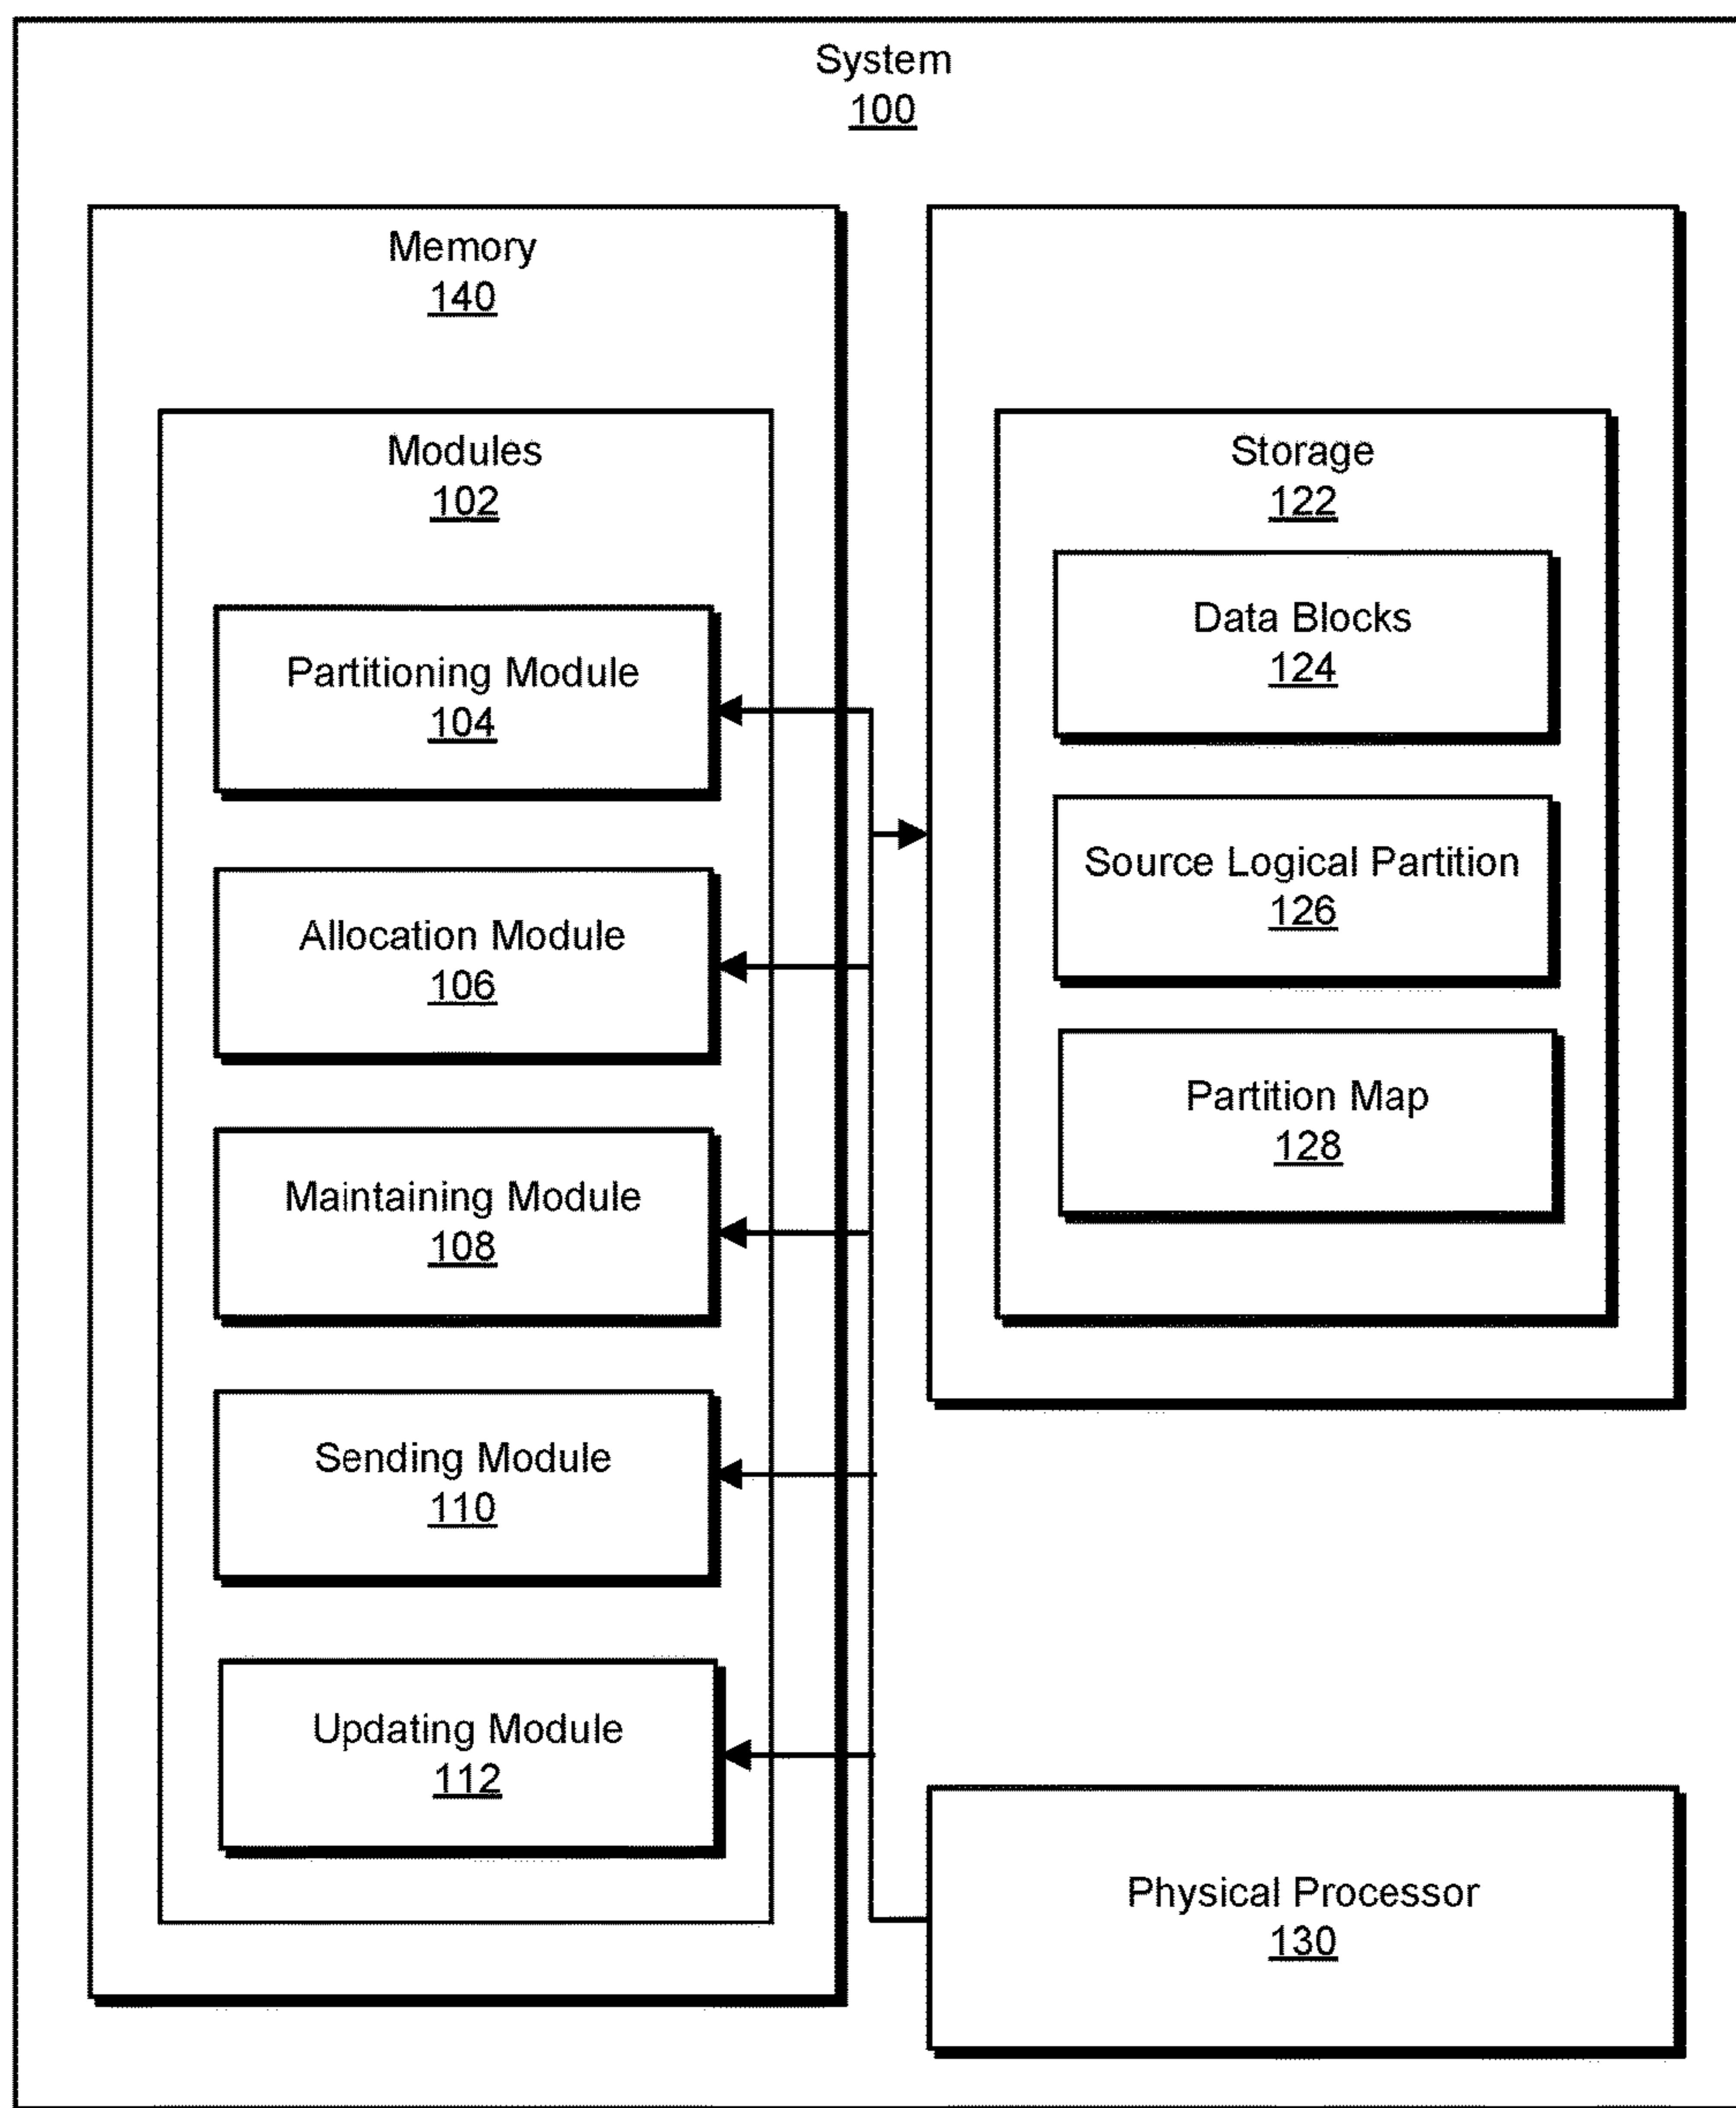 System
100
Memory
140
Modules
102
Partitioning Module
104
Allocation Module
106
Maintaining Module
108
Sending Module
110
Updating Module
112
Storage
122
Data Blocks
124
Source Logical Partition
126
Partition Map
128
Physical Processor
130